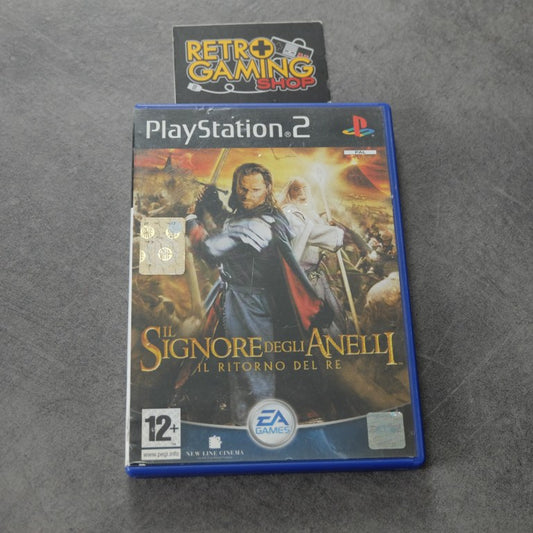 RETRO
GAMING
SHOP
PlayStation®2
PAL
IL
SIGNORE DEGLI ANELLI
IL RITORNO DEL RE
12+
www.pegi.info
NEW LINE CINEMA
EA
GAMES